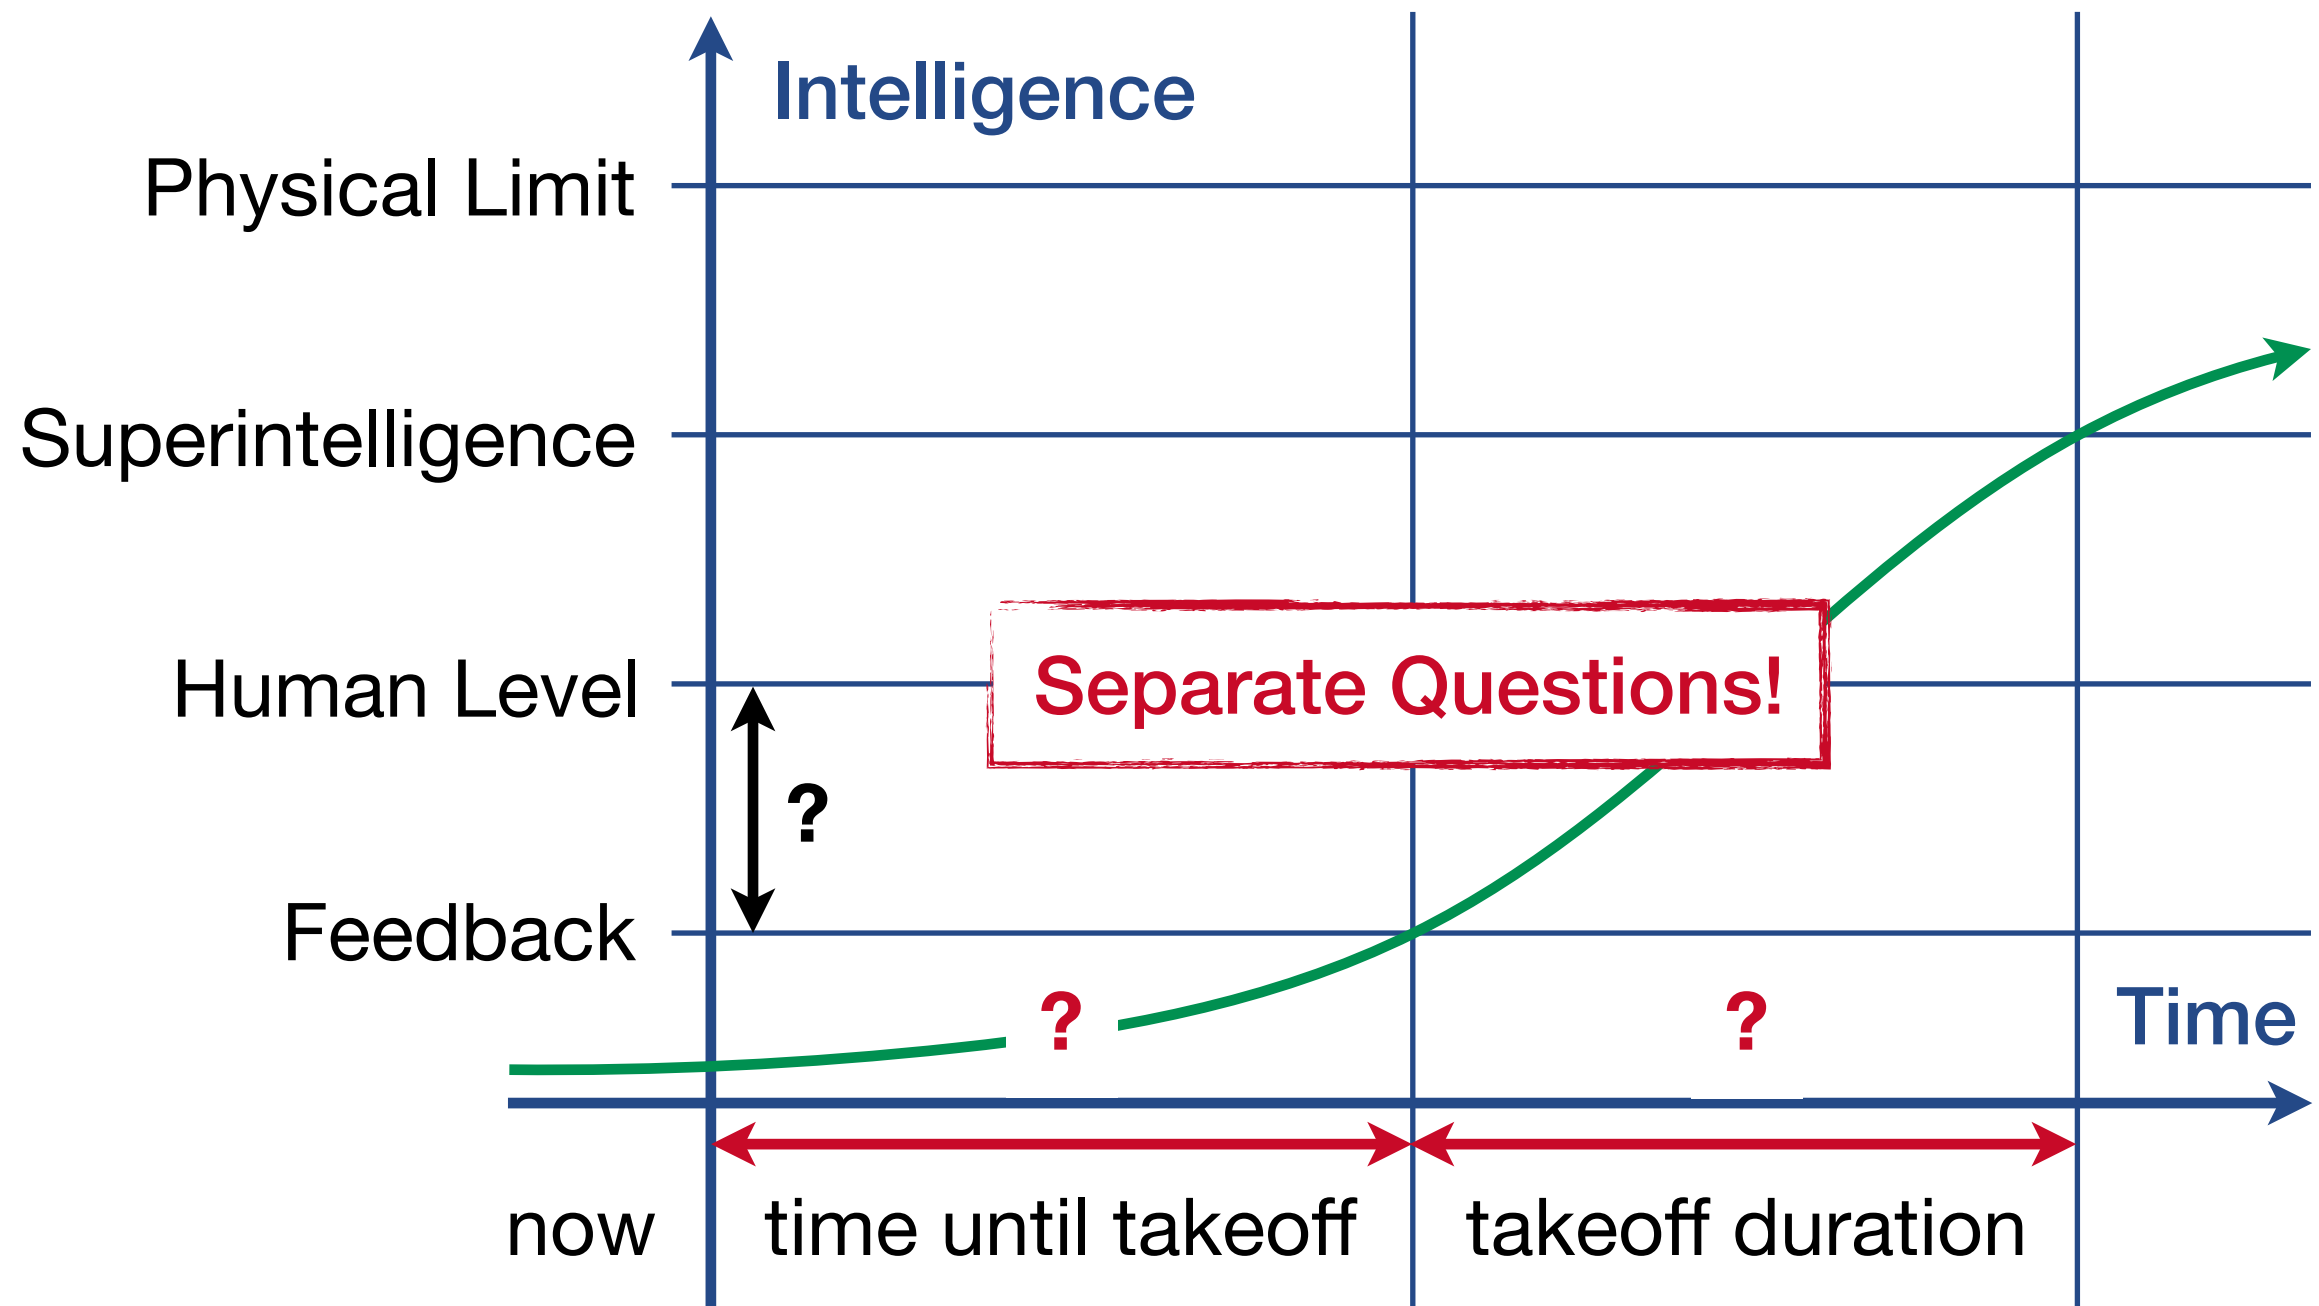 Intelligence
Physical Limit
Superintelligence
Human Level
Separate Questions!
?
Feedback
?
?
Time
now
time until takeoff
takeoff duration